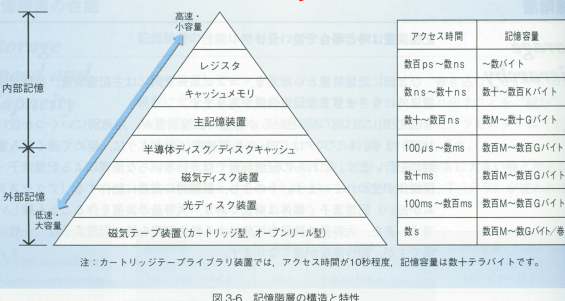 高速・
小容量
レジスタ
キャッシュメモリ
主記憶装置
半導体ディスク／ディスクキャッシュ
磁気ディスク装置
光ディスク装置
磁気テープ装置（カートリッジ型，オープンリール型）
内部記憶
外部記憶
低速・
大容量
アクセス時間 記憶容量
数百ps～数ns ～数バイト
数ns～数十ns 数十～数百Kバイト
数十～数百ns 数M～数十Gバイト
100μs～数ms 数百M～数百Gバイト
数十ms 数百M～数百Gバイト
100ms～数百ms 数百M～数百Gバイト
数s 数百M～数Gバイト/巻
注：カートリッジテープライブラリ装置では，アクセス時間が10秒程度，記憶容量は数十テラバイトです。
図3-6 記憶階層の構造と特性